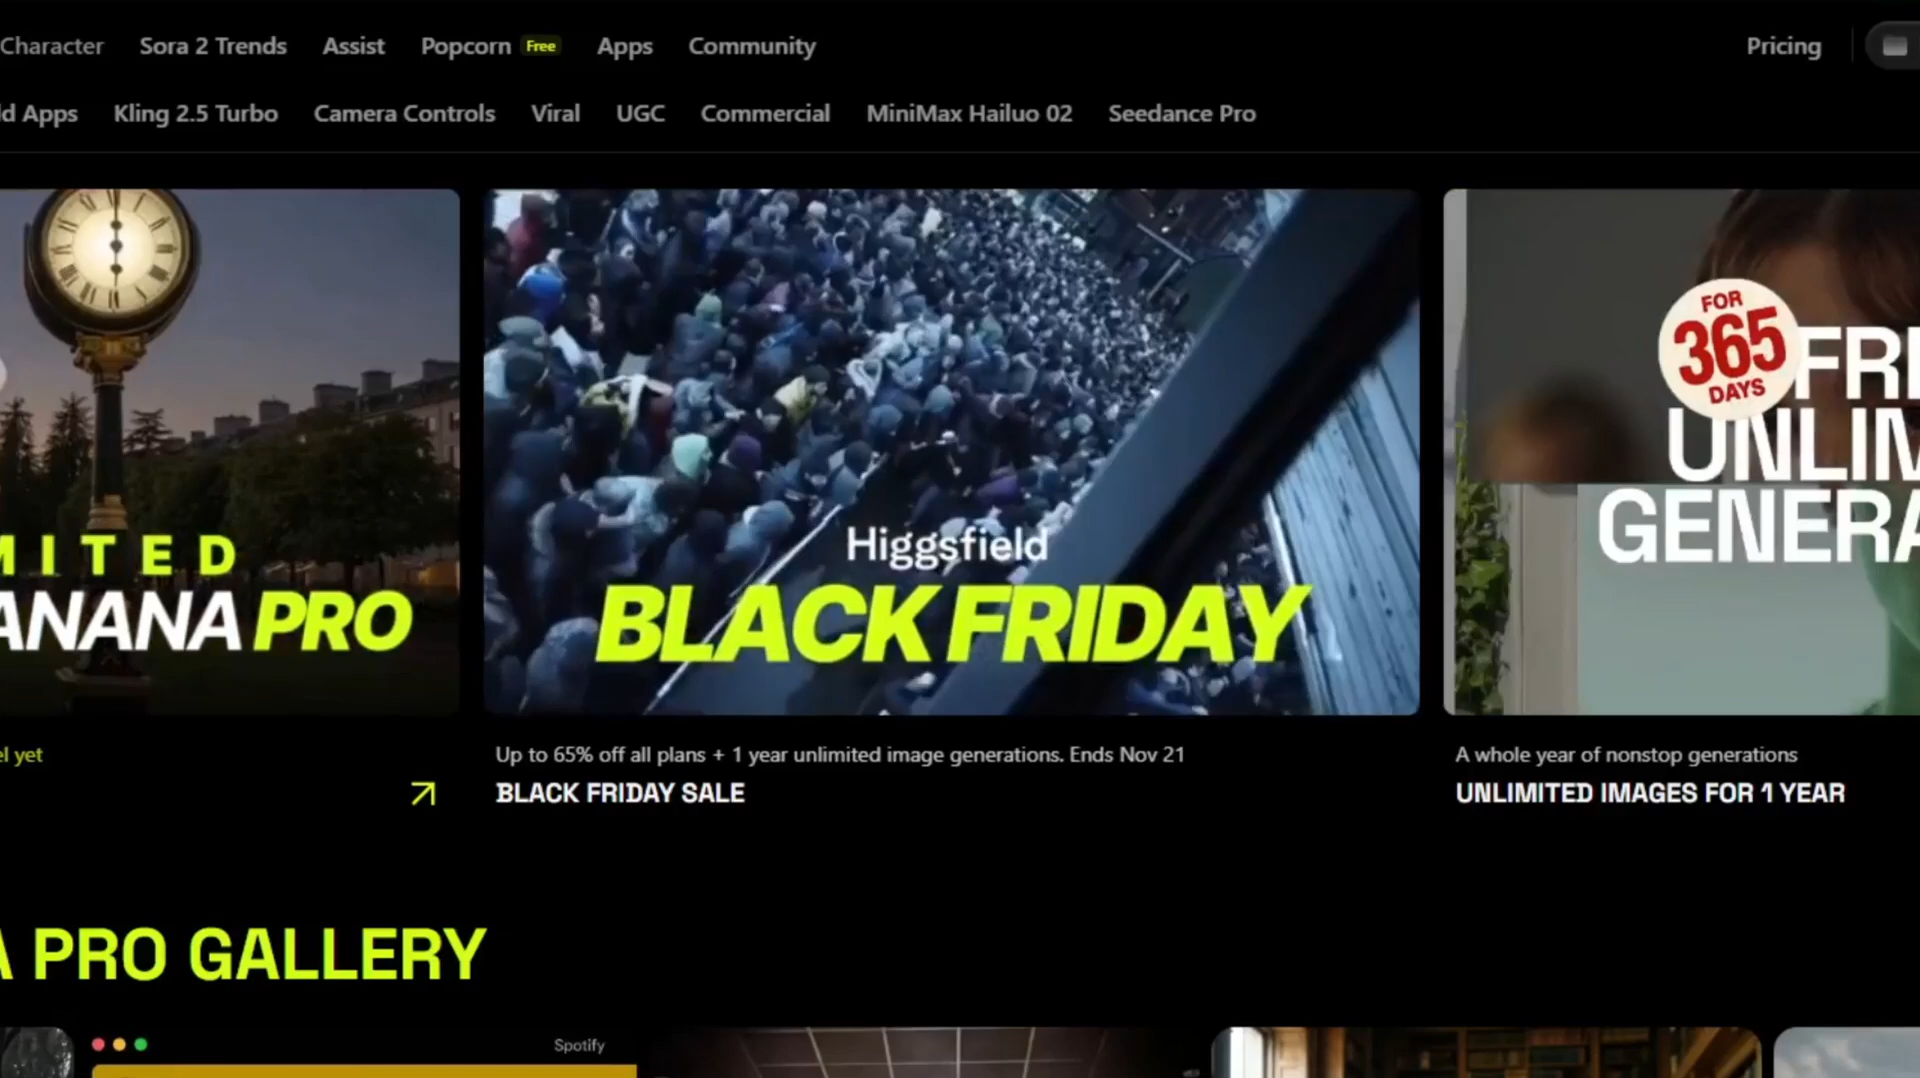 Character Sora 2 Trends Assist Popcorn Free Apps Community Pricing
Apps Kling 2.5 Turbo Camera Controls Viral UGC Commercial MiniMax Hailuo 02 Seedance Pro
MITED
ANANA PRO
yet
Higgsfield
BLACK FRIDAY
Up to 65% off all plans + 1 year unlimited image generations. Ends Nov 21
BLACK FRIDAY SALE
FOR
365
DAYS
FRE
UNLIM
GENERA
A whole year of nonstop generations
UNLIMITED IMAGES FOR 1 YEAR
A PRO GALLERY
Spotify